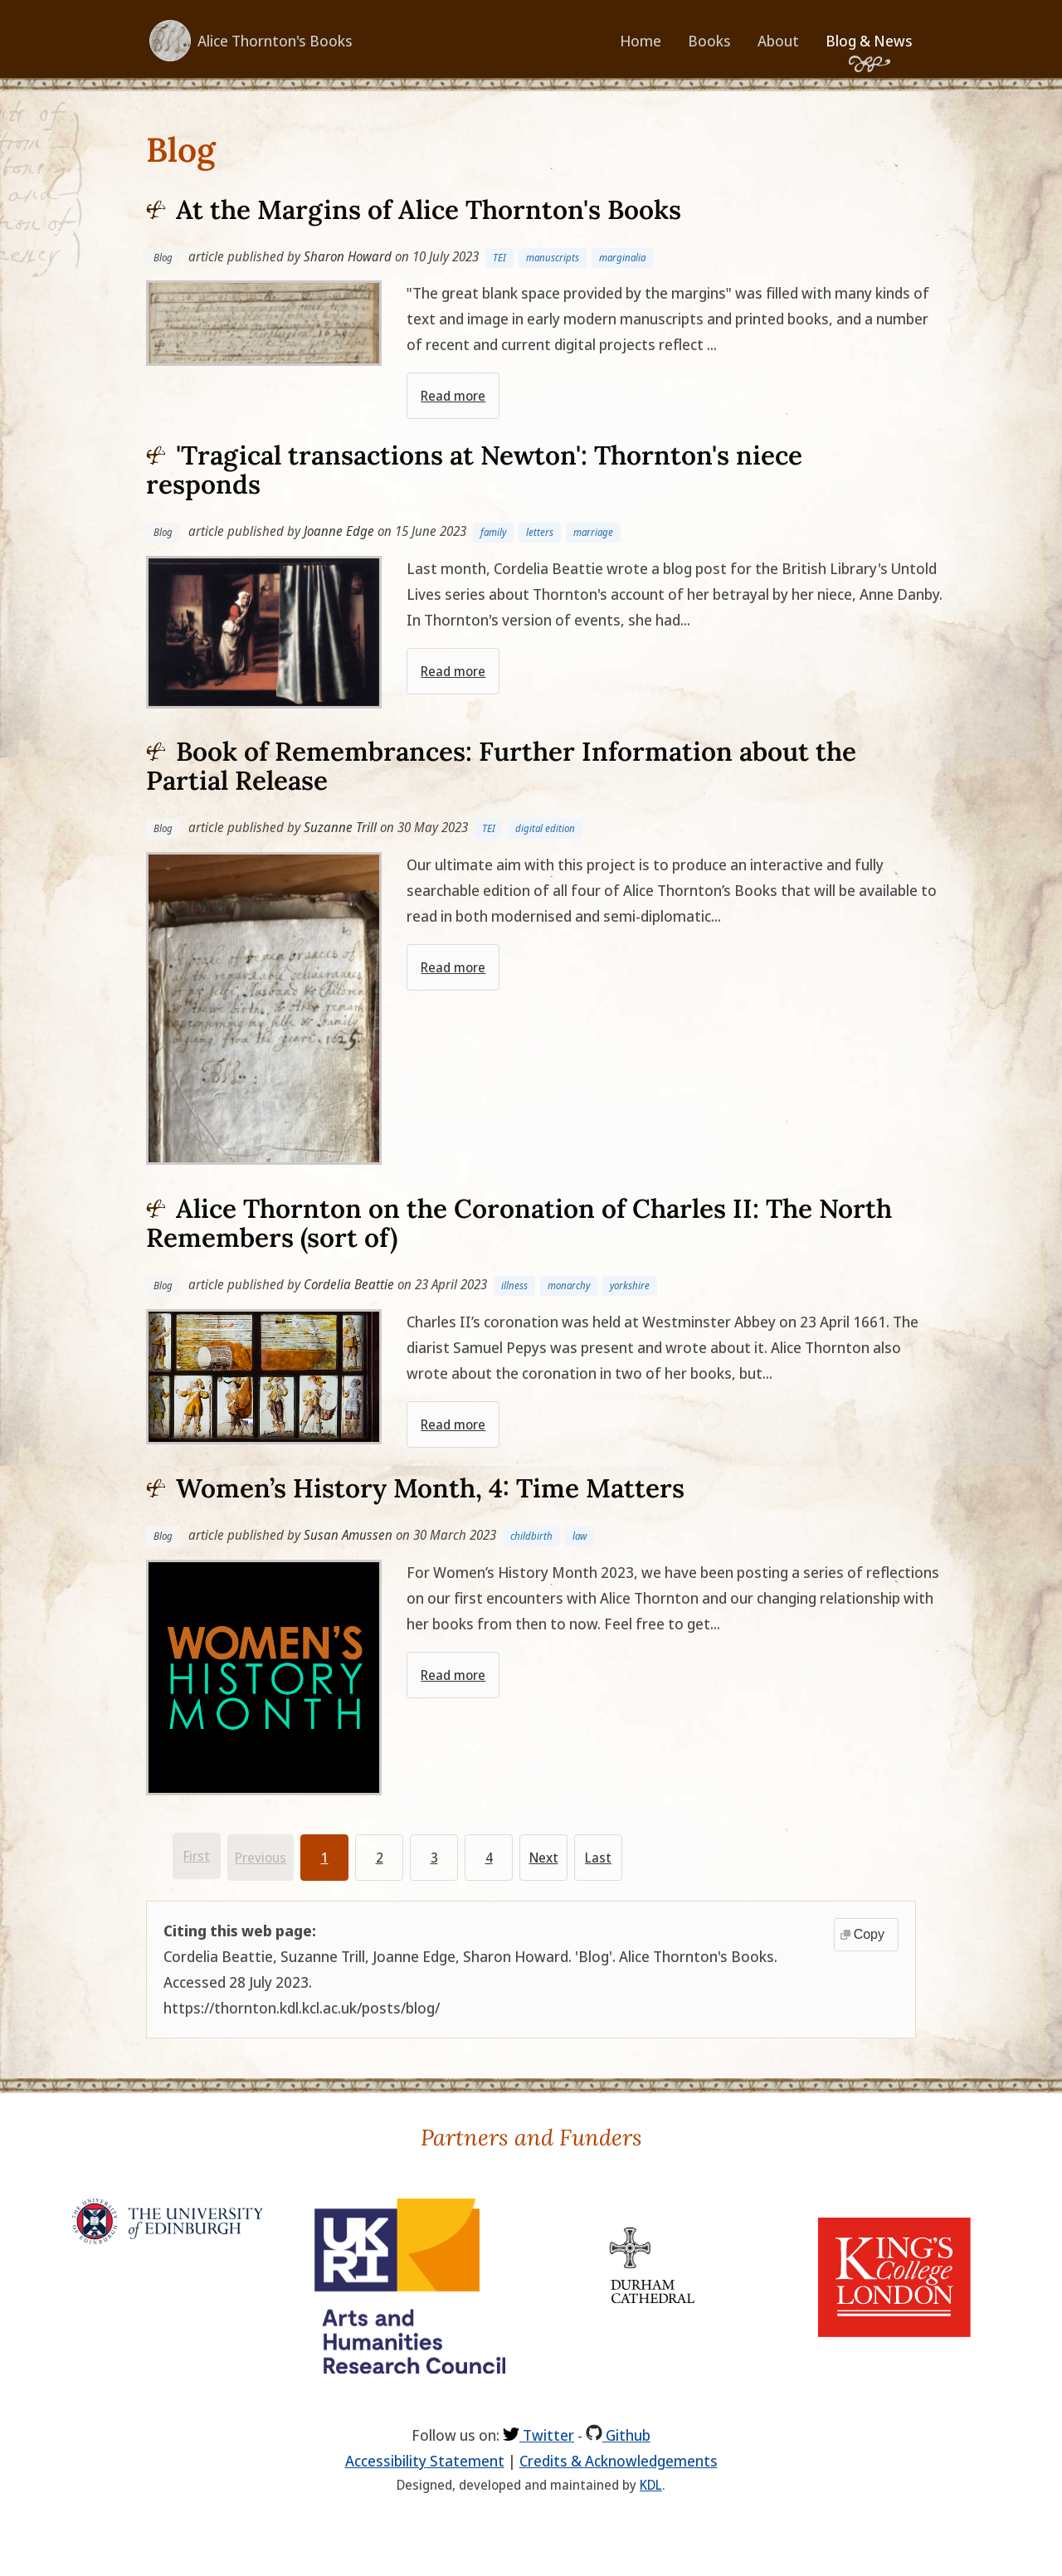 Alice Thornton's Books
Home
Books
About
Blog & News
Blog
At the Margins of Alice Thornton's Books
Blog article published by Sharon Howard on 10 July 2023 TEI manuscripts marginalia
"The great blank space provided by the margins" was filled with many kinds of
text and image in early modern manuscripts and printed books, and a number
of recent and current digital projects reflect ...
Read more
'Tragical transactions at Newton': Thornton's niece
responds
Blog article published by Joanne Edge on 15 June 2023 family letters marriage
Last month, Cordelia Beattie wrote a blog post for the British Library's Untold
Lives series about Thornton's account of her betrayal by her niece, Anne Danby.
In Thornton's version of events, she had...
Read more
Book of Remembrances: Further Information about the
Partial Release
Blog article published by Suzanne Trill on 30 May 2023 TEI digital edition
Our ultimate aim with this project is to produce an interactive and fully
searchable edition of all four of Alice Thornton’s Books that will be available to
read in both modernised and semi-diplomatic...
Read more
Alice Thornton on the Coronation of Charles II: The North
Remembers (sort of)
Blog article published by Cordelia Beattie on 23 April 2023 illness monarchy yorkshire
Charles II’s coronation was held at Westminster Abbey on 23 April 1661. The
diarist Samuel Pepys was present and wrote about it. Alice Thornton also
wrote about the coronation in two of her books, but...
Read more
Women’s History Month, 4: Time Matters
Blog article published by Susan Amussen on 30 March 2023 childbirth law
WOMEN'S
HISTORY
MONTH
For Women’s History Month 2023, we have been posting a series of reflections
on our first encounters with Alice Thornton and our changing relationship with
her books from then to now. Feel free to get...
Read more
First Previous 1 2 3 4 Next Last
Citing this web page:
Copy
Cordelia Beattie, Suzanne Trill, Joanne Edge, Sharon Howard. 'Blog'. Alice Thornton's Books.
Accessed 28 July 2023.
https://thornton.kdl.kcl.ac.uk/posts/blog/
Partners and Funders
THE UNIVERSITY
of EDINBURGH
UK
RI
Arts and
Humanities
Research Council
DURHAM
CATHEDRAL
KING'S
College
LONDON
Follow us on: Twitter - Github
Accessibility Statement | Credits & Acknowledgements
Designed, developed and maintained by KDL.